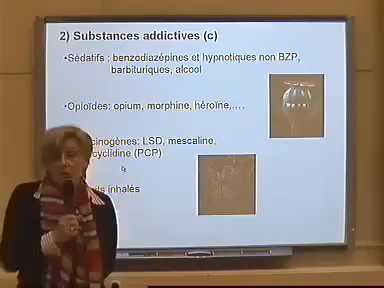 2) Substances addictives (c)
•Sédatifs : benzodiazépines et hypnotiques non BZP,
barbituriques, alcool
•Opioïdes: opium, morphine, héroïne,....
cinogènes: LSD, mescaline,
cyclidine (PCP)
its inhalés